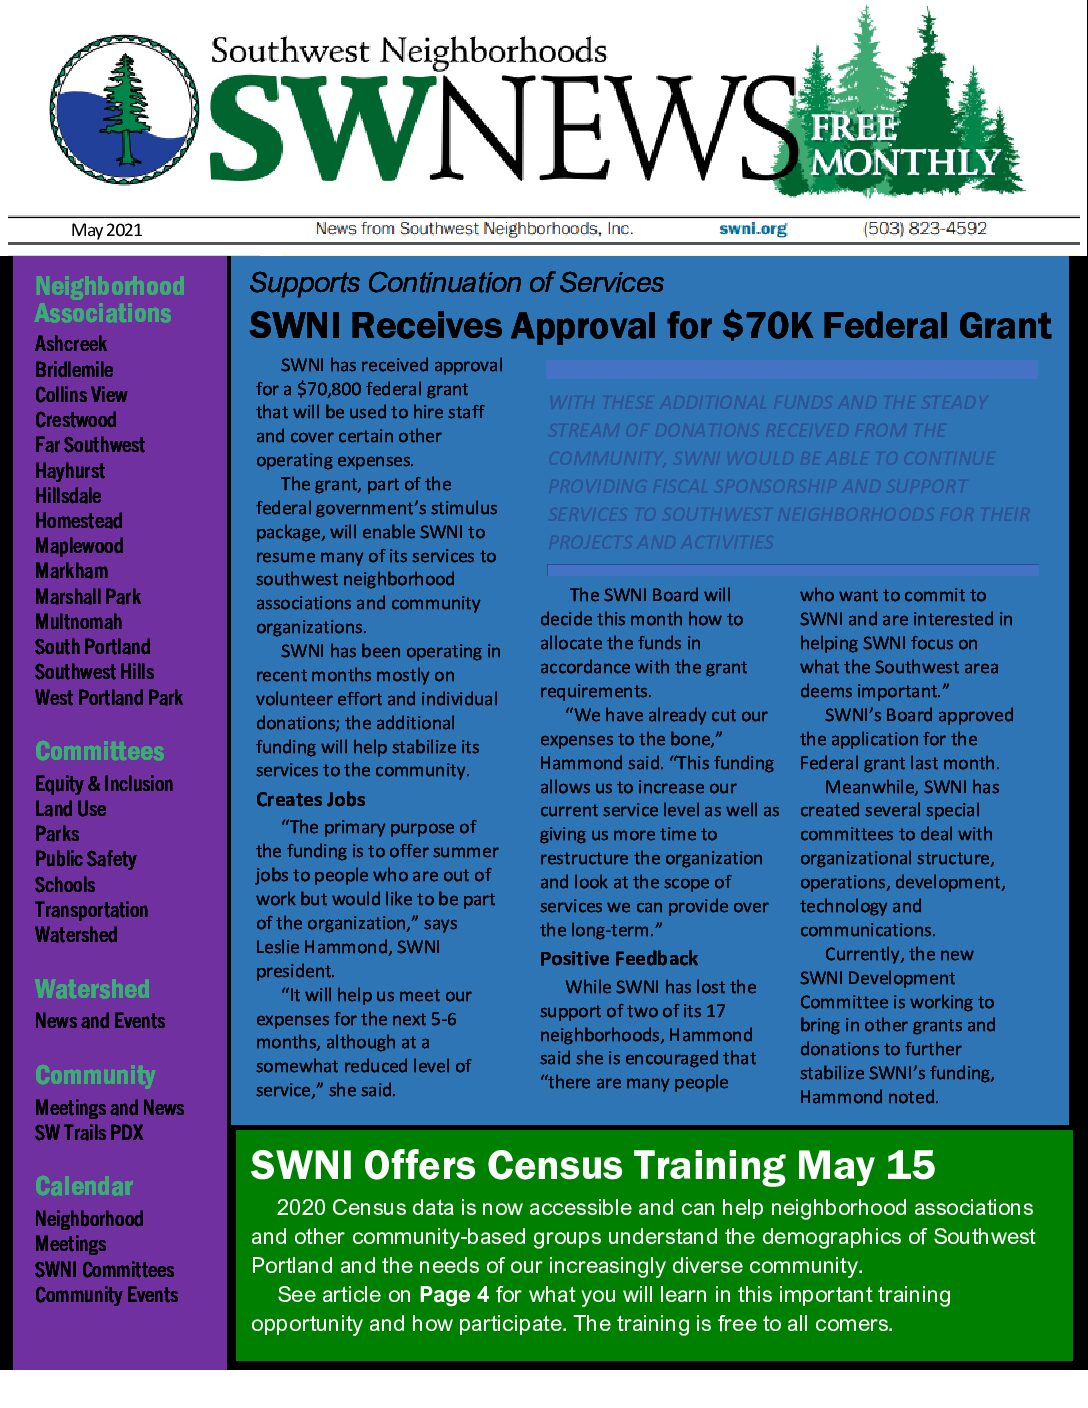 Southwest Neighborhoods
SWNEWS
FREE
MONTHLY
May 2021
News from Southwest Neighborhoods, Inc.
swni.org
(503) 823-4592
Neighborhood
Associations
Ashcreek
Bridlemile
Collins View
Crestwood
Far Southwest
Hayhurst
Hillsdale
Homestead
Maplewood
Markham
Marshall Park
Multnomah
South Portland
Southwest Hills
West Portland Park
Committees
Equity & Inclusion
Land Use
Parks
Public Safety
Schools
Transportation
Watershed
Watershed
News and Events
Community
Meetings and News
SW Trails PDX
Calendar
Neighborhood
Meetings
SWNI Committees
Community Events
Supports Continuation of Services
SWNI Receives Approval for $70K Federal Grant
SWNI has received approval
for a $70,800 federal grant
that will be used to hire staff
and cover certain other
operating expenses.
The grant, part of the
federal government’s stimulus
package, will enable SWNI to
resume many of its services to
southwest neighborhood
associations and community
organizations.
SWNI has been operating in
recent months mostly on
volunteer effort and individual
donations; the additional
funding will help stabilize its
services to the community.
Creates Jobs
“The primary purpose of
the funding is to offer summer
jobs to people who are out of
work but would like to be part
of the organization,” says
Leslie Hammond, SWNI
president.
“It will help us meet our
expenses for the next 5-6
months, although at a
somewhat reduced level of
service,” she said.
WITH THESE ADDITIONAL FUNDS AND THE STEADY
STREAM OF DONATIONS RECEIVED FROM THE
COMMUNITY, SWNI WOULD BE ABLE TO CONTINUE
PROVIDING FISCAL SPONSORSHIP AND SUPPORT
SERVICES TO SOUTHWEST NEIGHBORHOODS FOR THEIR
PROJECTS AND ACTIVITIES
The SWNI Board will
decide this month how to
allocate the funds in
accordance with the grant
requirements.
“We have already cut our
expenses to the bone,”
Hammond said. “This funding
allows us to increase our
current service level as well as
giving us more time to
restructure the organization
and look at the scope of
services we can provide over
the long-term.”
Positive Feedback
While SWNI has lost the
support of two of its 17
neighborhoods, Hammond
said she is encouraged that
“there are many people
who want to commit to
SWNI and are interested in
helping SWNI focus on
what the Southwest area
deems important.”
SWNI’s Board approved
the application for the
Federal grant last month.
Meanwhile, SWNI has
created several special
committees to deal with
organizational structure,
operations, development,
technology and
communications.
Currently, the new
SWNI Development
Committee is working to
bring in other grants and
donations to further
stabilize SWNI’s funding,
Hammond noted.
SWNI Offers Census Training May 15
2020 Census data is now accessible and can help neighborhood associations
and other community-based groups understand the demographics of Southwest
Portland and the needs of our increasingly diverse community.
See article on Page 4 for what you will learn in this important training
opportunity and how participate. The training is free to all comers.